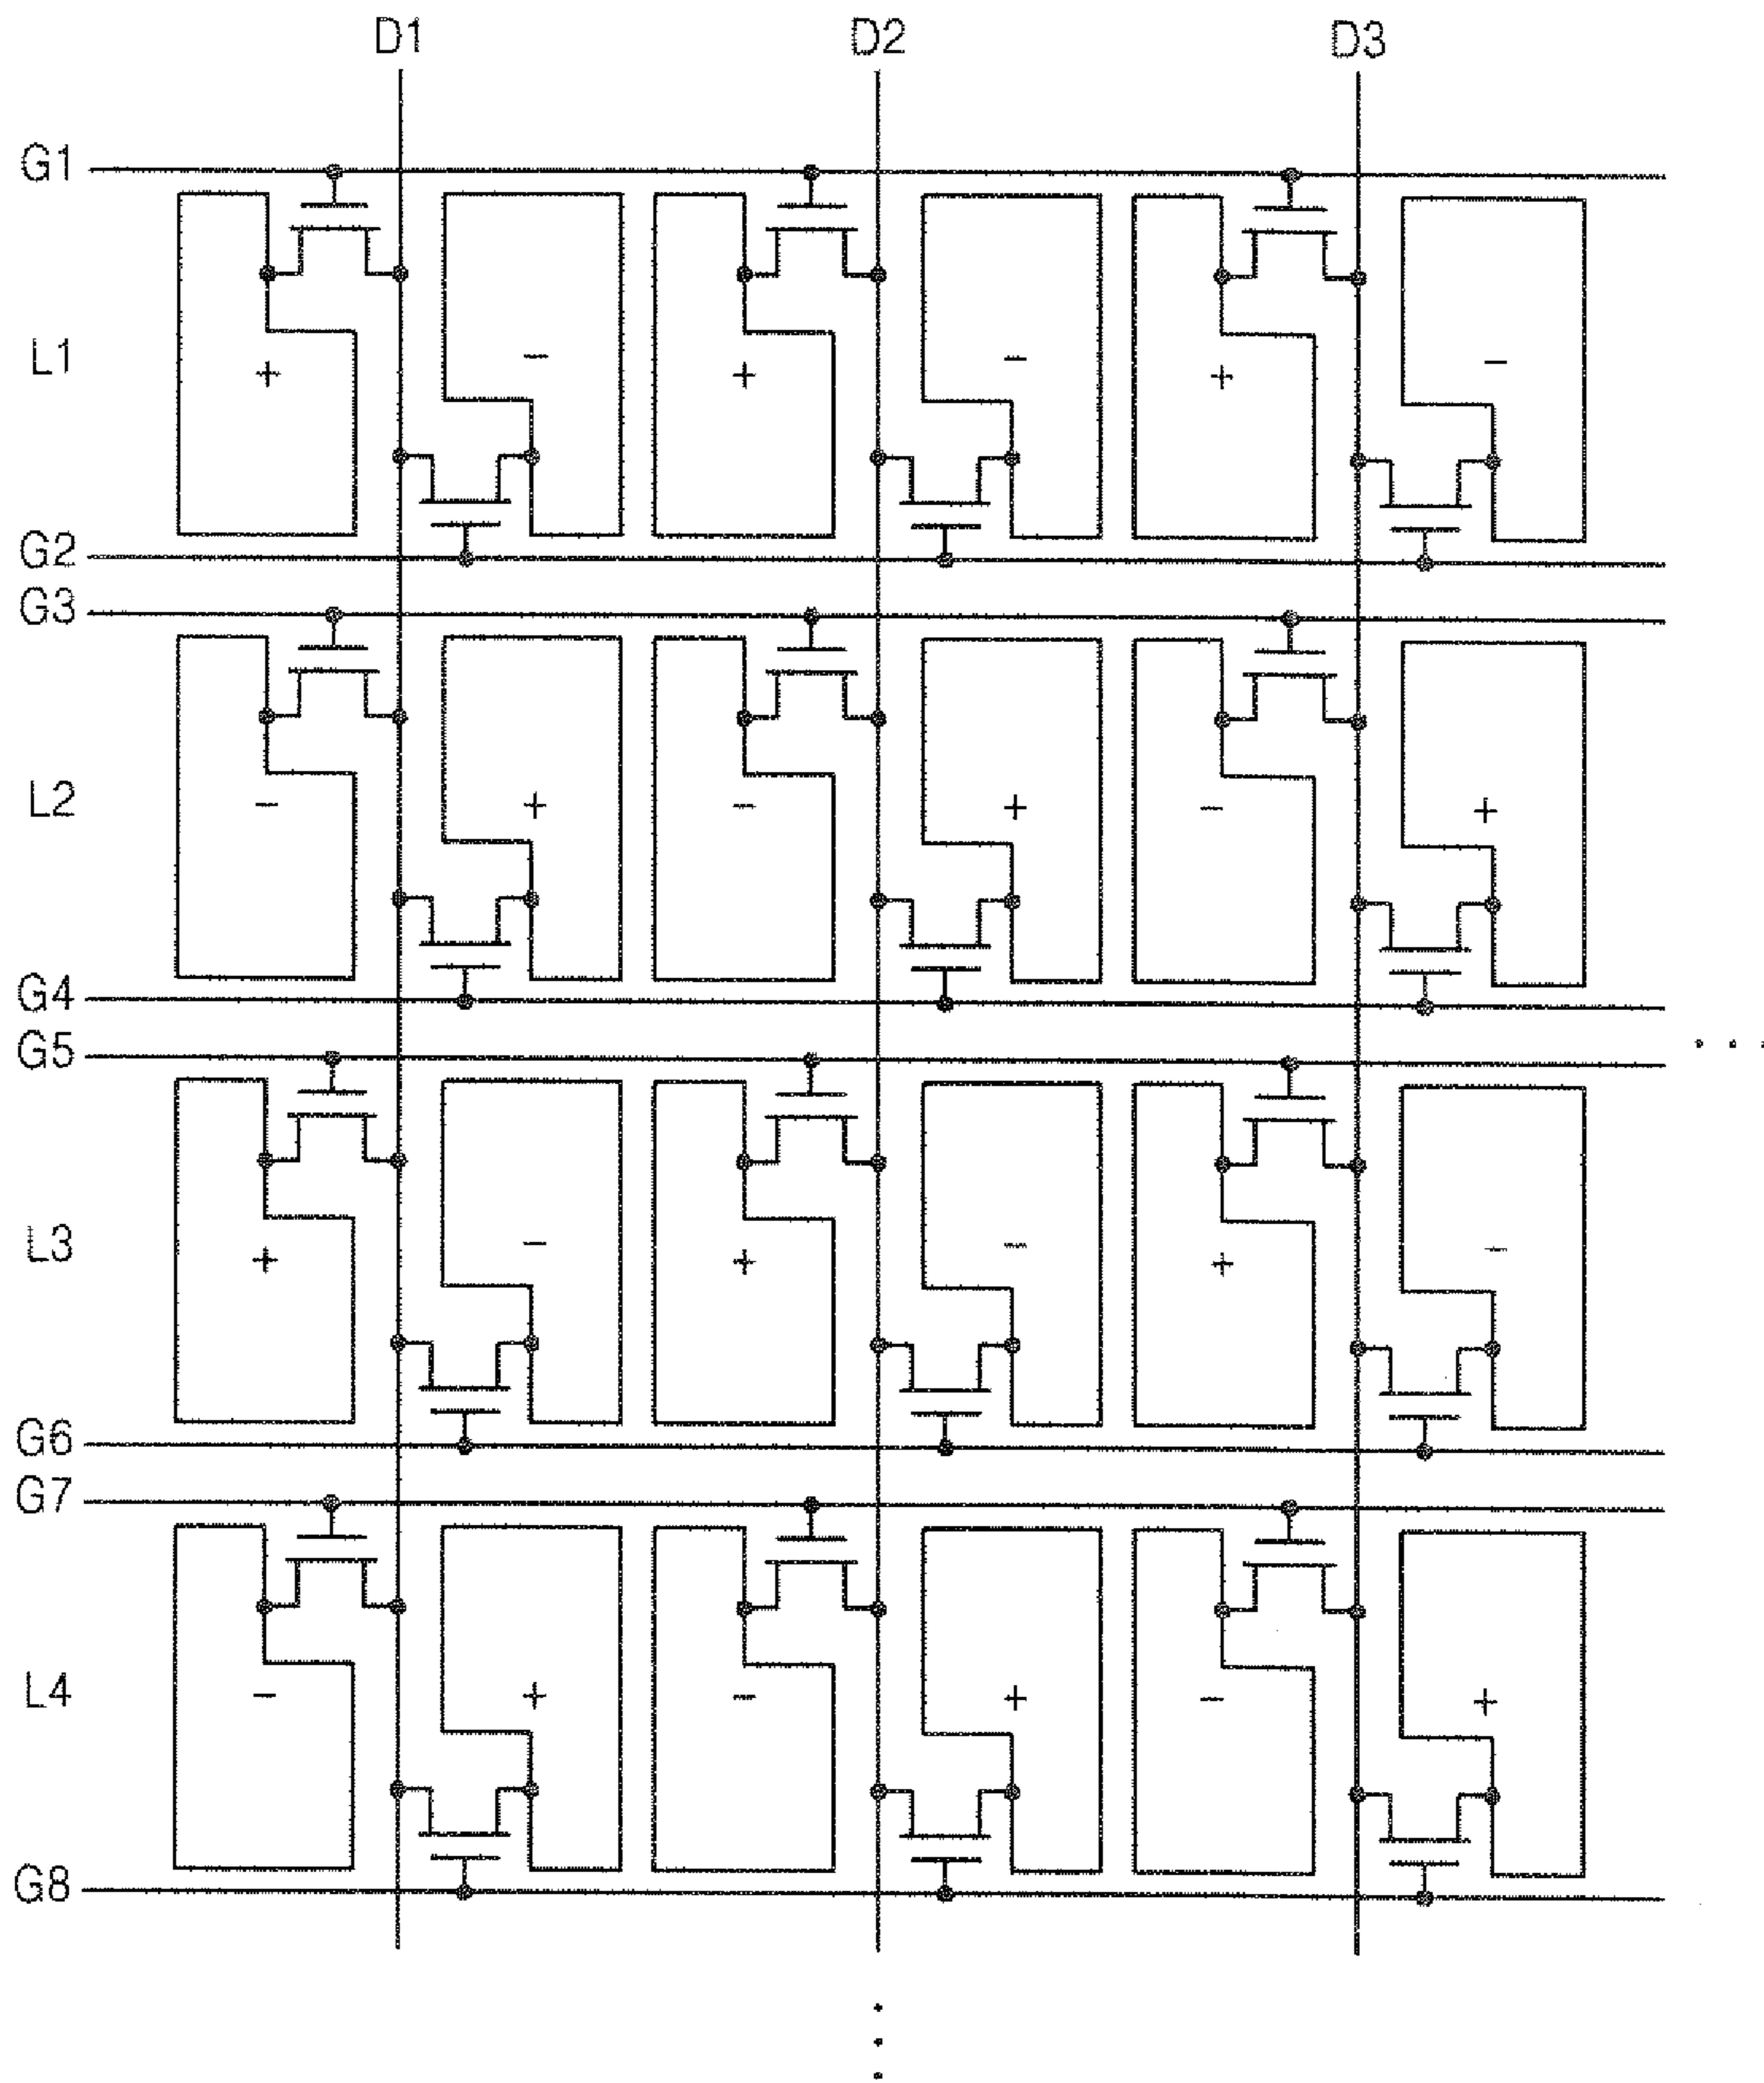 D1 D2 D3
G1
L1
+ - + - + -
G2
G3
L2
- + - + - +
G4
G5
...
L3
+ - + - + -
G6
G7
L4
- + - + - +
G8